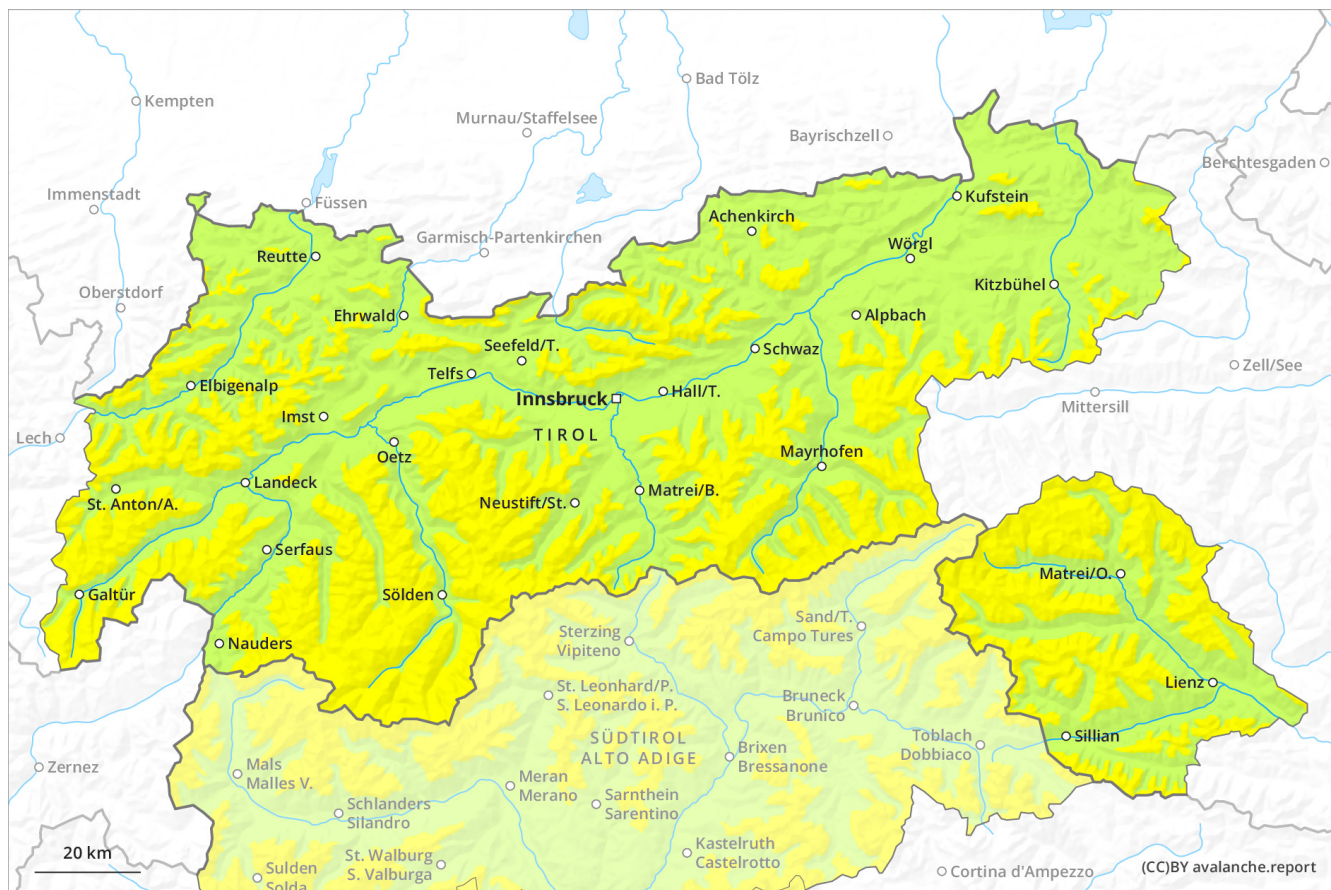 Bad Tölz
Kempten
Murnau/Staffelsee
Bayrischzell
Berchtesgaden
Immenstadt
Füssen
Kufstein
Achenkirch
Garmisch-Partenkirchen
Wörgl
Reutte
Oberstdorf
Kitzbühel
Ehrwald
Alpbach
Seefeld/T.
Schwaz
Zell/See
Telfs
Elbigenalp
Hall/T.
Innsbruck
Mittersill
Imst
TIROL
Lech
Oetz
Mayrhofen
Landeck
Matrei/B.
St. Anton/A.
Neustift/St.
Serfaus
Matrei/O.
Galtür
Sölden
Sand/T.
Campo Tures
Sterzing
Vipiteno
Nauders
Lienz
St. Leonhard/P.
S. Leonardo i. P.
Bruneck
Brunico
SÜDTIROL
ALTO ADIGE
Toblach
Dobbiaco
Sillian
Brixen
Bressanone
Zernez
Mals
Malles V.
Meran
Merano
Sarnthein
Sarentino
Schlanders
Silandro
20 km
St. Walburg
S. Valburga
Kastelruth
Castelrotto
Sulden
Solda
Cortina d'Ampezzo
(CC)BY avalanche.report